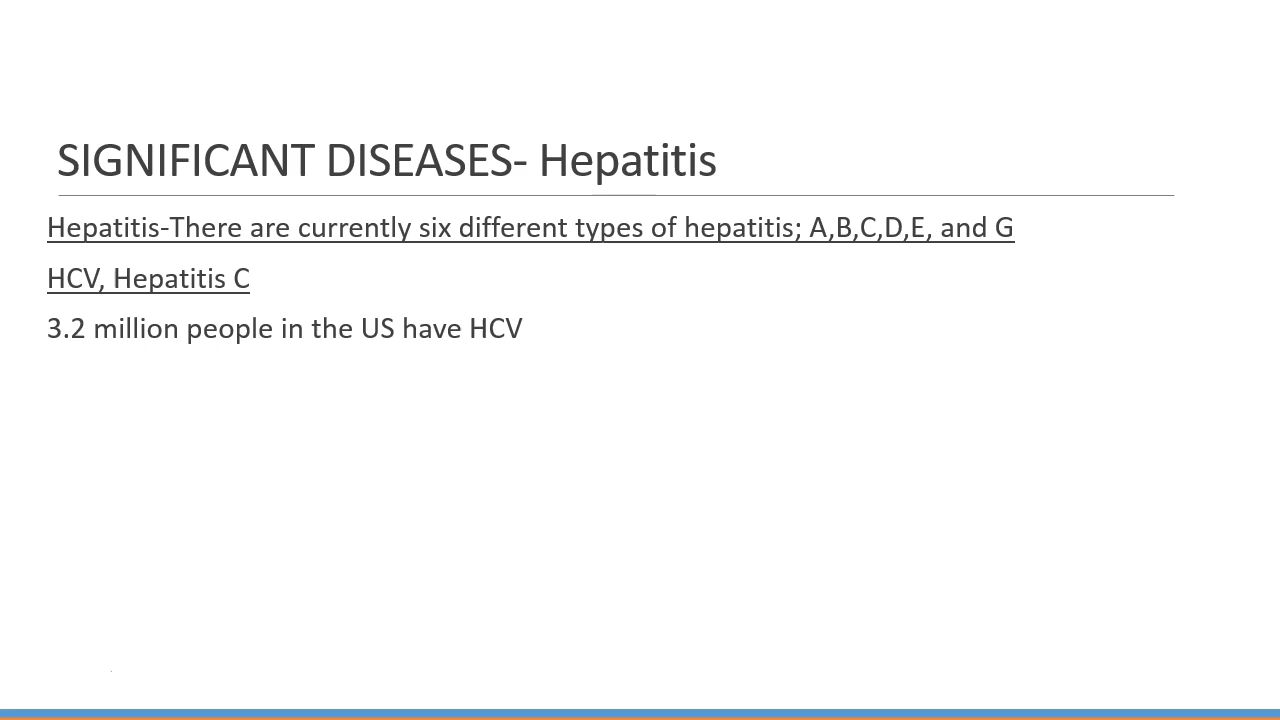 SIGNIFICANT DISEASES- Hepatitis
Hepatitis-There are currently six different types of hepatitis; A,B,C,D,E, and G
HCV, Hepatitis C
3.2 million people in the US have HCV
.